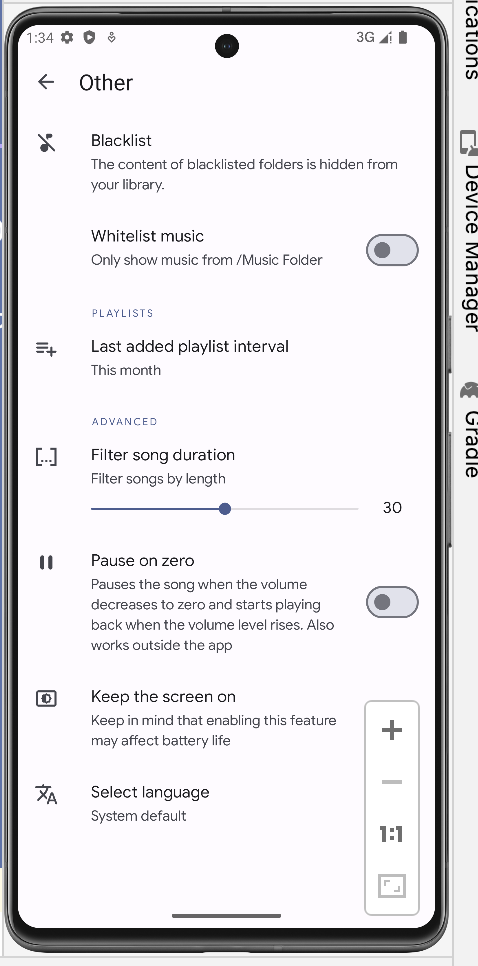 1:34
3G
Other
Blacklist
The content of blacklisted folders is hidden from
your library.
Whitelist music
Only show music from /Music Folder
PLAYLISTS
Last added playlist interval
This month
ADVANCED
Filter song duration
Filter songs by length
30
Pause on zero
Pauses the song when the volume
decreases to zero and starts playing
back when the volume level rises. Also
works outside the app
Keep the screen on
Keep in mind that enabling this feature
may affect battery life
Select language
System default
1:1
ications
Device Manager
Gradle